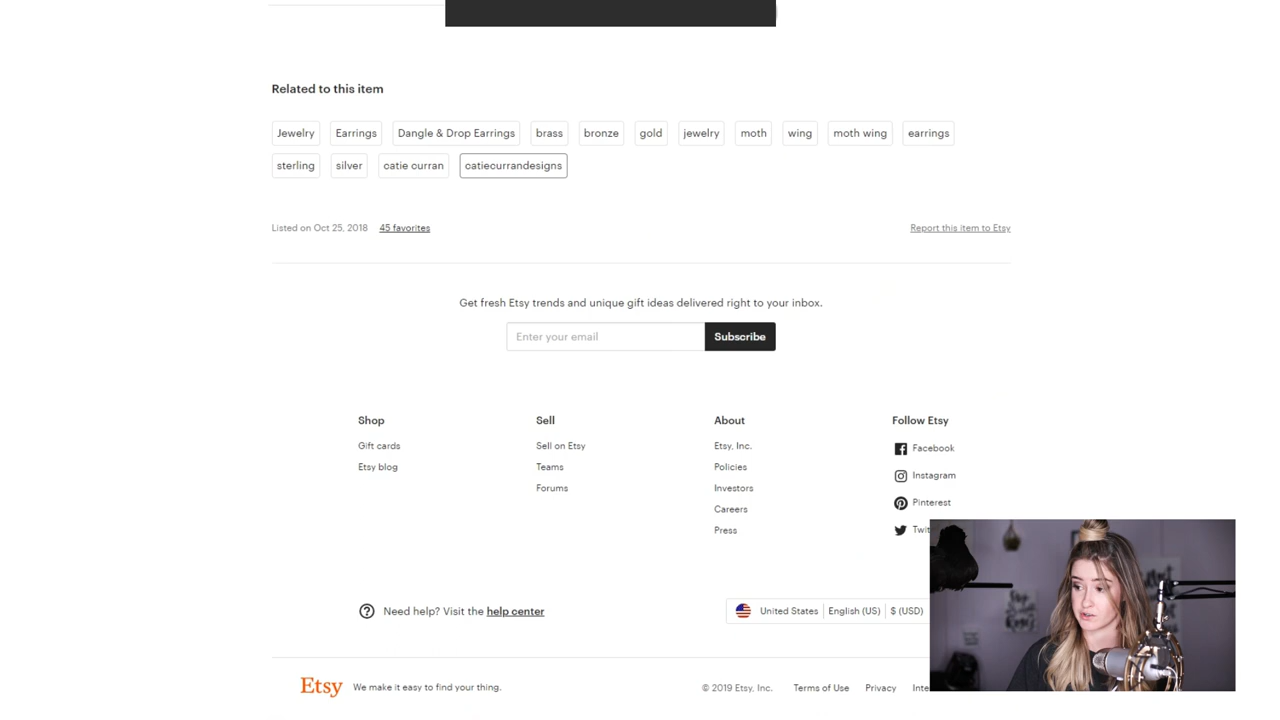 Related to this item
Jewelry Earrings Dangle & Drop Earrings brass bronze gold jewelry moth wing moth wing earrings
sterling silver catie curran catiecurrandesigns
Listed on Oct 25, 2018 45 favorites Report this item to Etsy
Get fresh Etsy trends and unique gift ideas delivered right to your inbox.
Enter your email Subscribe
Shop Sell About Follow Etsy
Gift cards Sell on Etsy Etsy, Inc. Facebook
Etsy blog Teams Policies Instagram
Forums Investors Pinterest
Careers
Press
Need help? Visit the help center United States English (US) $ (USD)
Etsy We make it easy to find your thing. © 2019 Etsy, Inc. Terms of Use Privacy